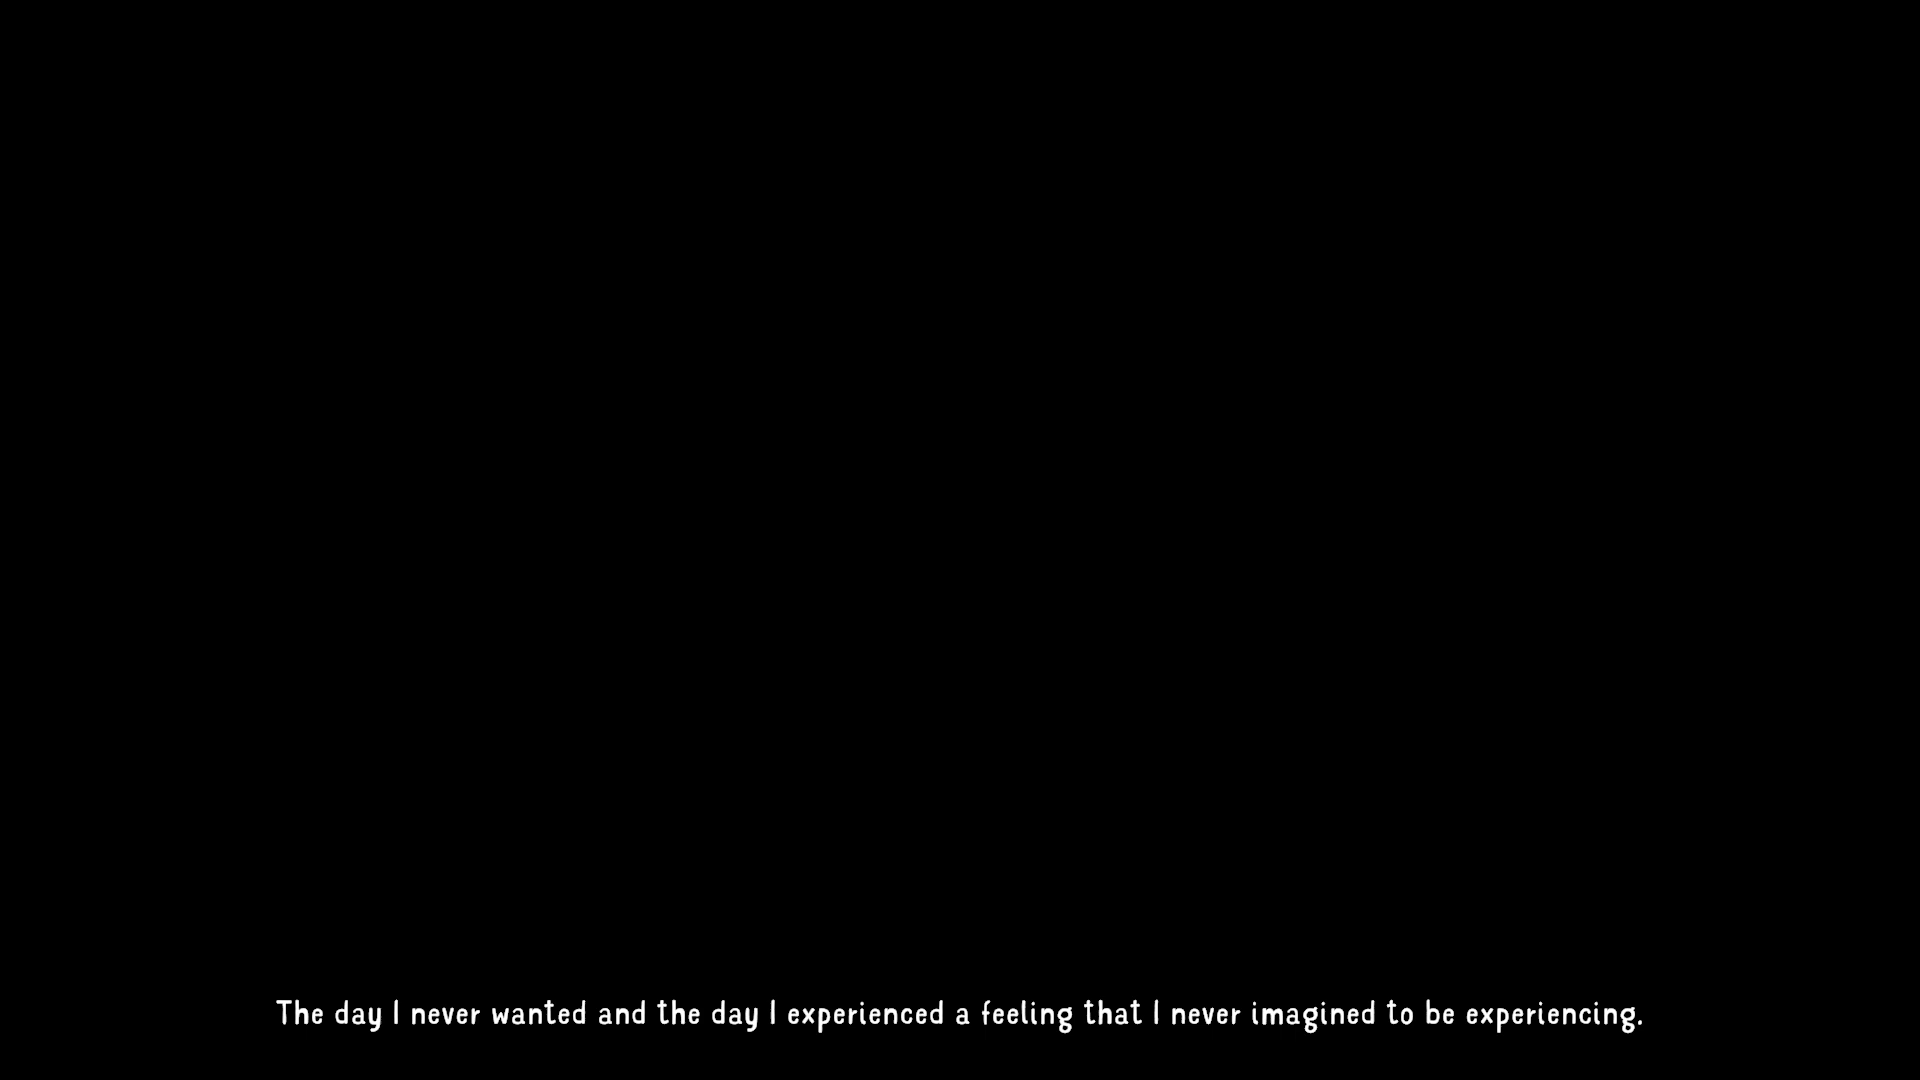 The day I never wanted and the day I experienced a feeling that I never imagined to be experiencing.